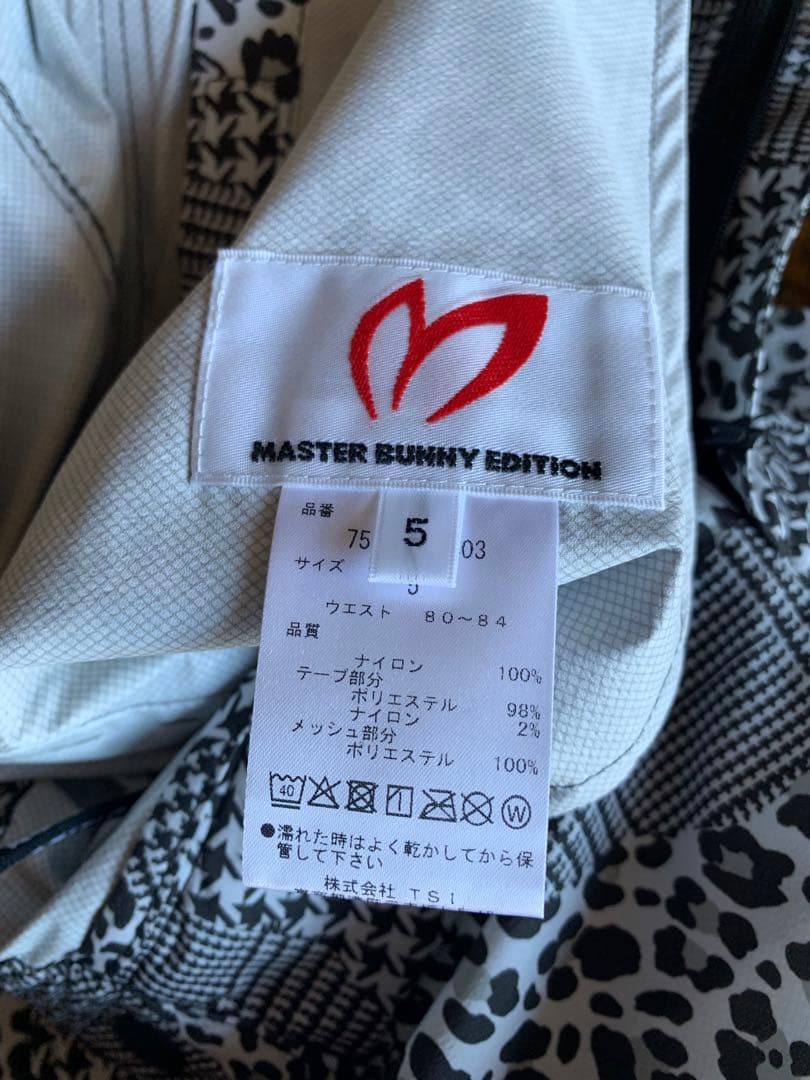 MASTER BUNNY EDITION
5
品番
75 03
サイズ
5
ウエスト 80～84
品質
ナイロン 100%
テープ部分
ポリエステル 98%
ナイロン 2%
メッシュ部分
ポリエステル 100%
40 W
●濡れた時はよく乾かしてから保
管して下さい
株式会社 TSI